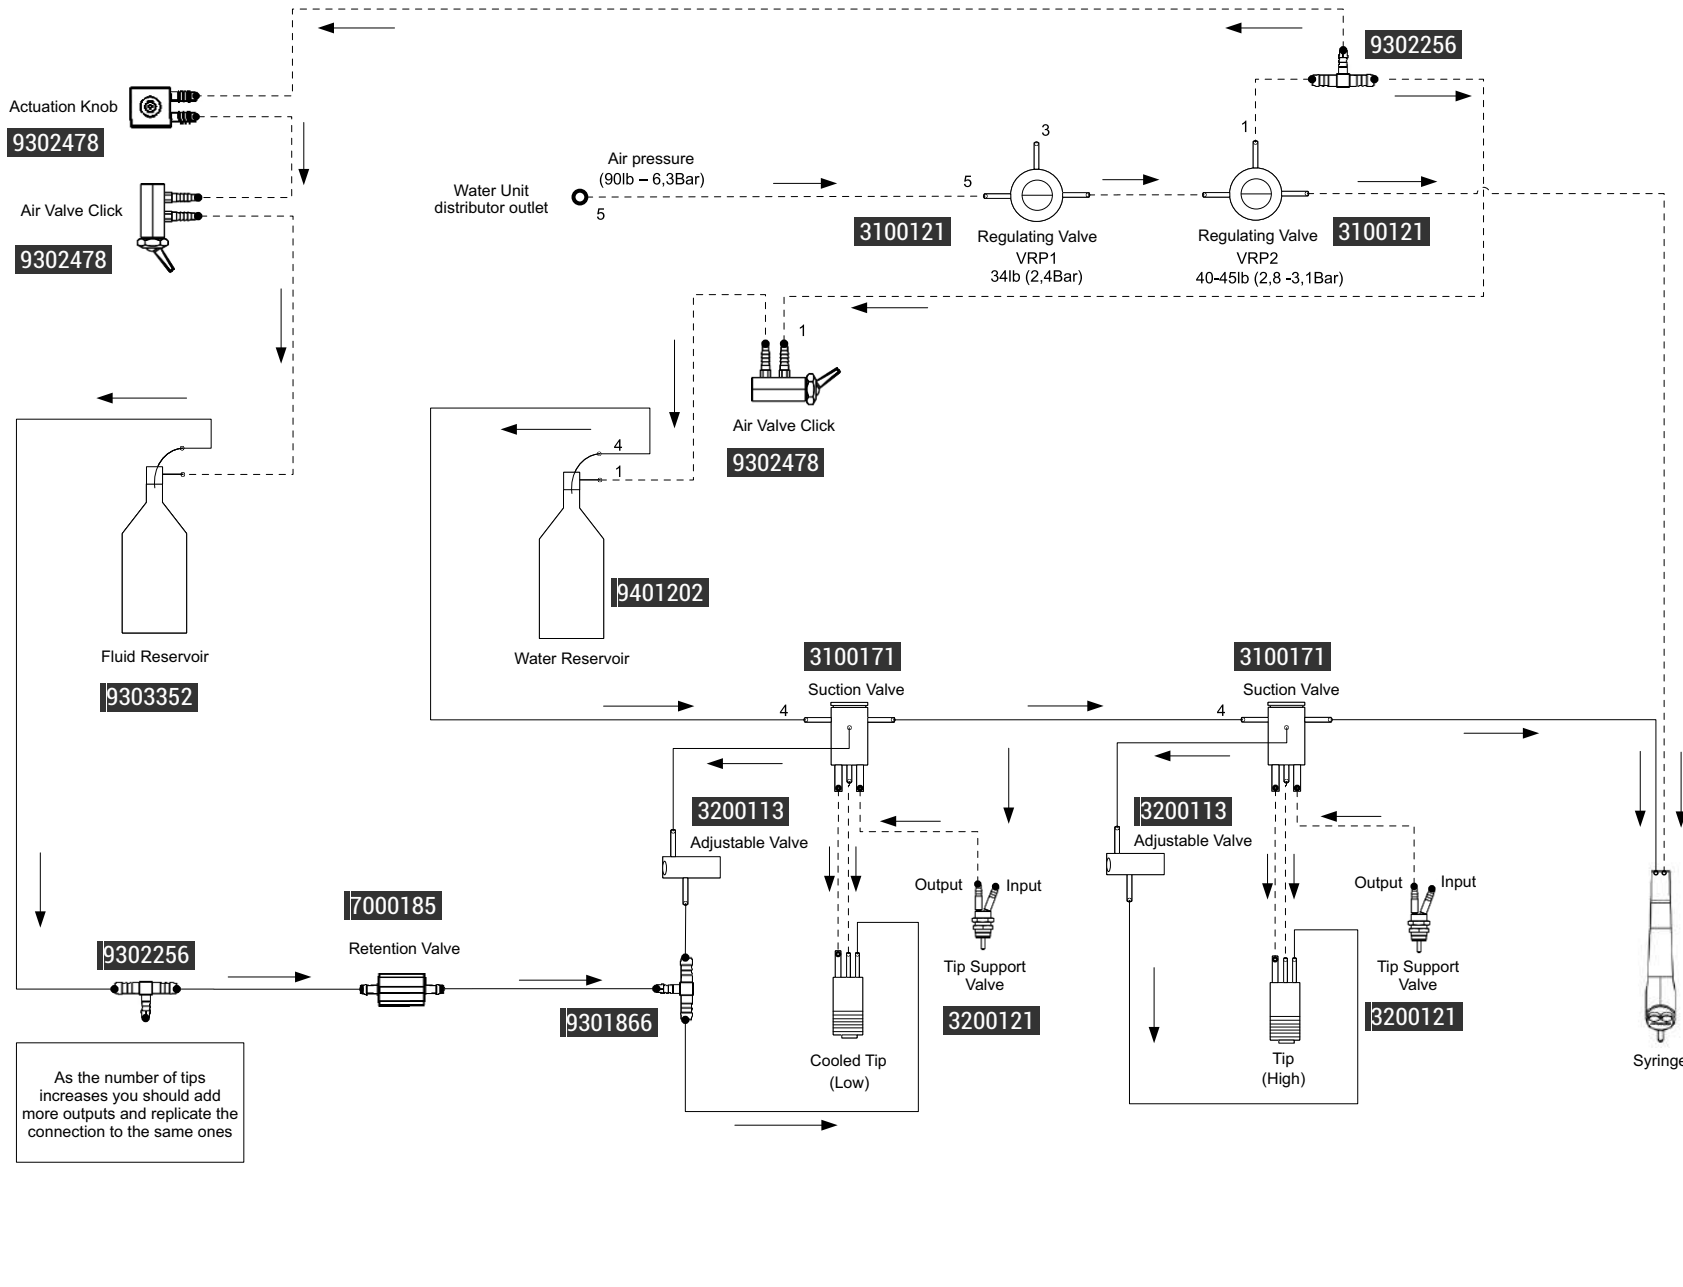 9302256
Actuation Knob
9302478
Air Valve Click
9302478
Water Unit
distributor outlet
5
Air pressure
(90lb – 6,3Bar)
5
3
3100121
Regulating Valve
VRP1
34lb (2,4Bar)
1
Regulating Valve
VRP2
40-45lb (2,8 -3,1Bar)
3100121
1
Air Valve Click
9302478
4
1
9401202
Water Reservoir
Fluid Reservoir
9303352
3100171
Suction Valve
4
3100171
Suction Valve
4
3200113
Adjustable Valve
3200113
Adjustable Valve
Output
Input
Tip Support
Valve
3200121
Output
Input
Tip Support
Valve
3200121
7000185
Retention Valve
9302256
9301866
Cooled Tip
(Low)
Tip
(High)
Syringe
As the number of tips
increases you should add
more outputs and replicate the
connection to the same ones